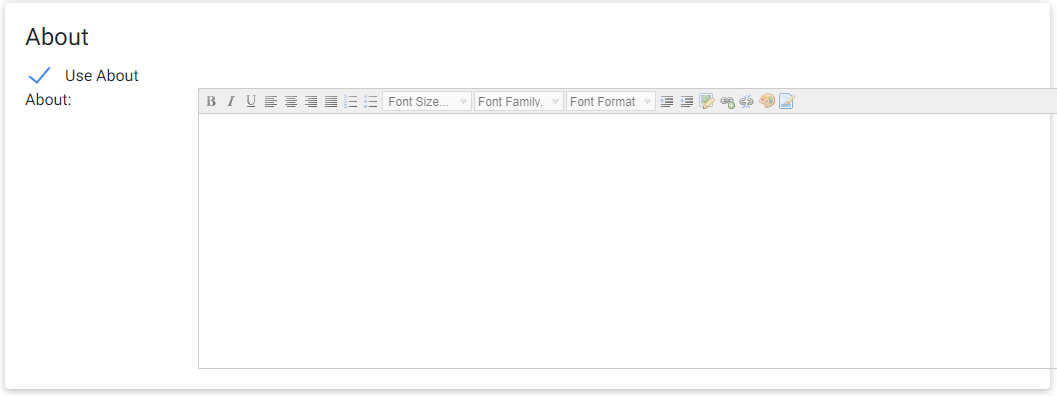 About
Use About
About:
B I U Font Size... Font Family. Font Format